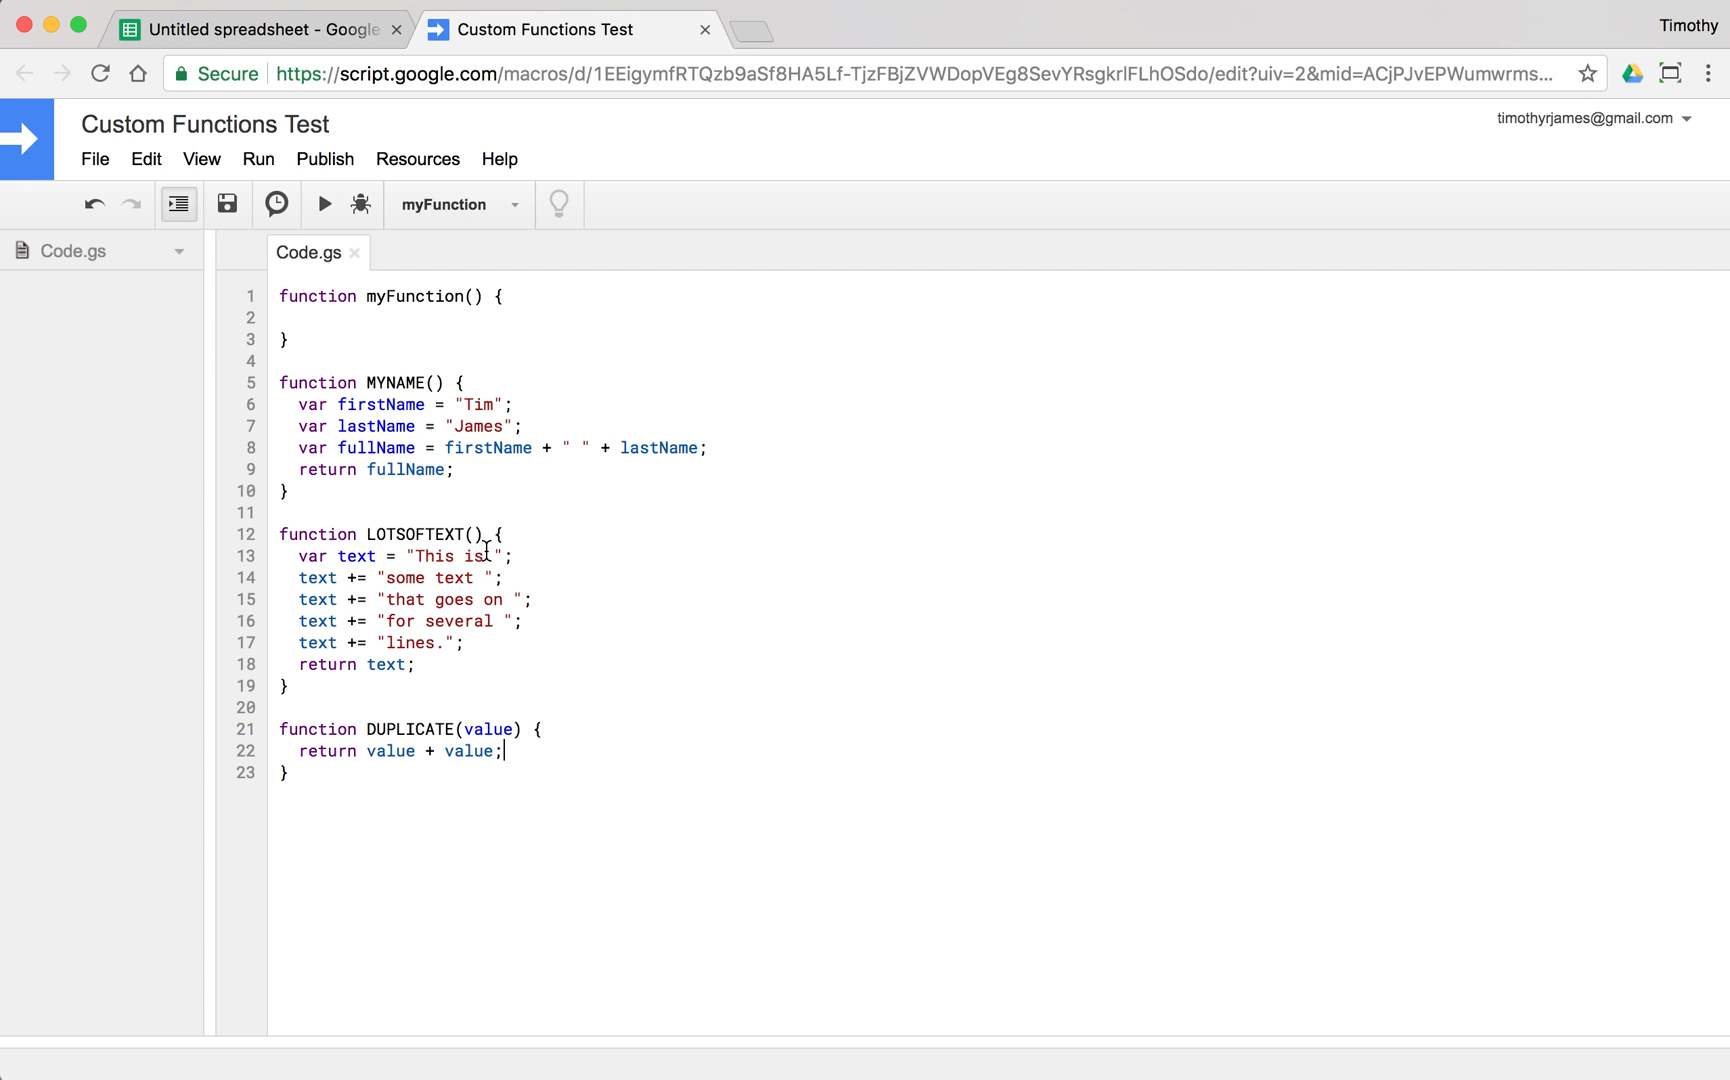 Untitled spreadsheet - Google
Custom Functions Test
Timothy
Secure
https://script.google.com/macros/d/1EEigymfRTQzb9aSf8HA5Lf-TjzFBjZVWDopVEg8SevYRsgkrlFLhOSdo/edit?uiv=2&mid=ACjPJvEPWumwrms...
Custom Functions Test
timothyrjames@gmail.com
File Edit View Run Publish Resources Help
myFunction
Code.gs
Code.gs
1 function myFunction() {
2
3 }
4
5 function MYNAME() {
6 var firstName = "Tim";
7 var lastName = "James";
8 var fullName = firstName + " " + lastName;
9 return fullName;
10 }
11
12 function LOTSOFTEXT() {
13 var text = "This is ";
14 text += "some text ";
15 text += "that goes on ";
16 text += "for several ";
17 text += "lines.";
18 return text;
19 }
20
21 function DUPLICATE(value) {
22 return value + value;
23 }